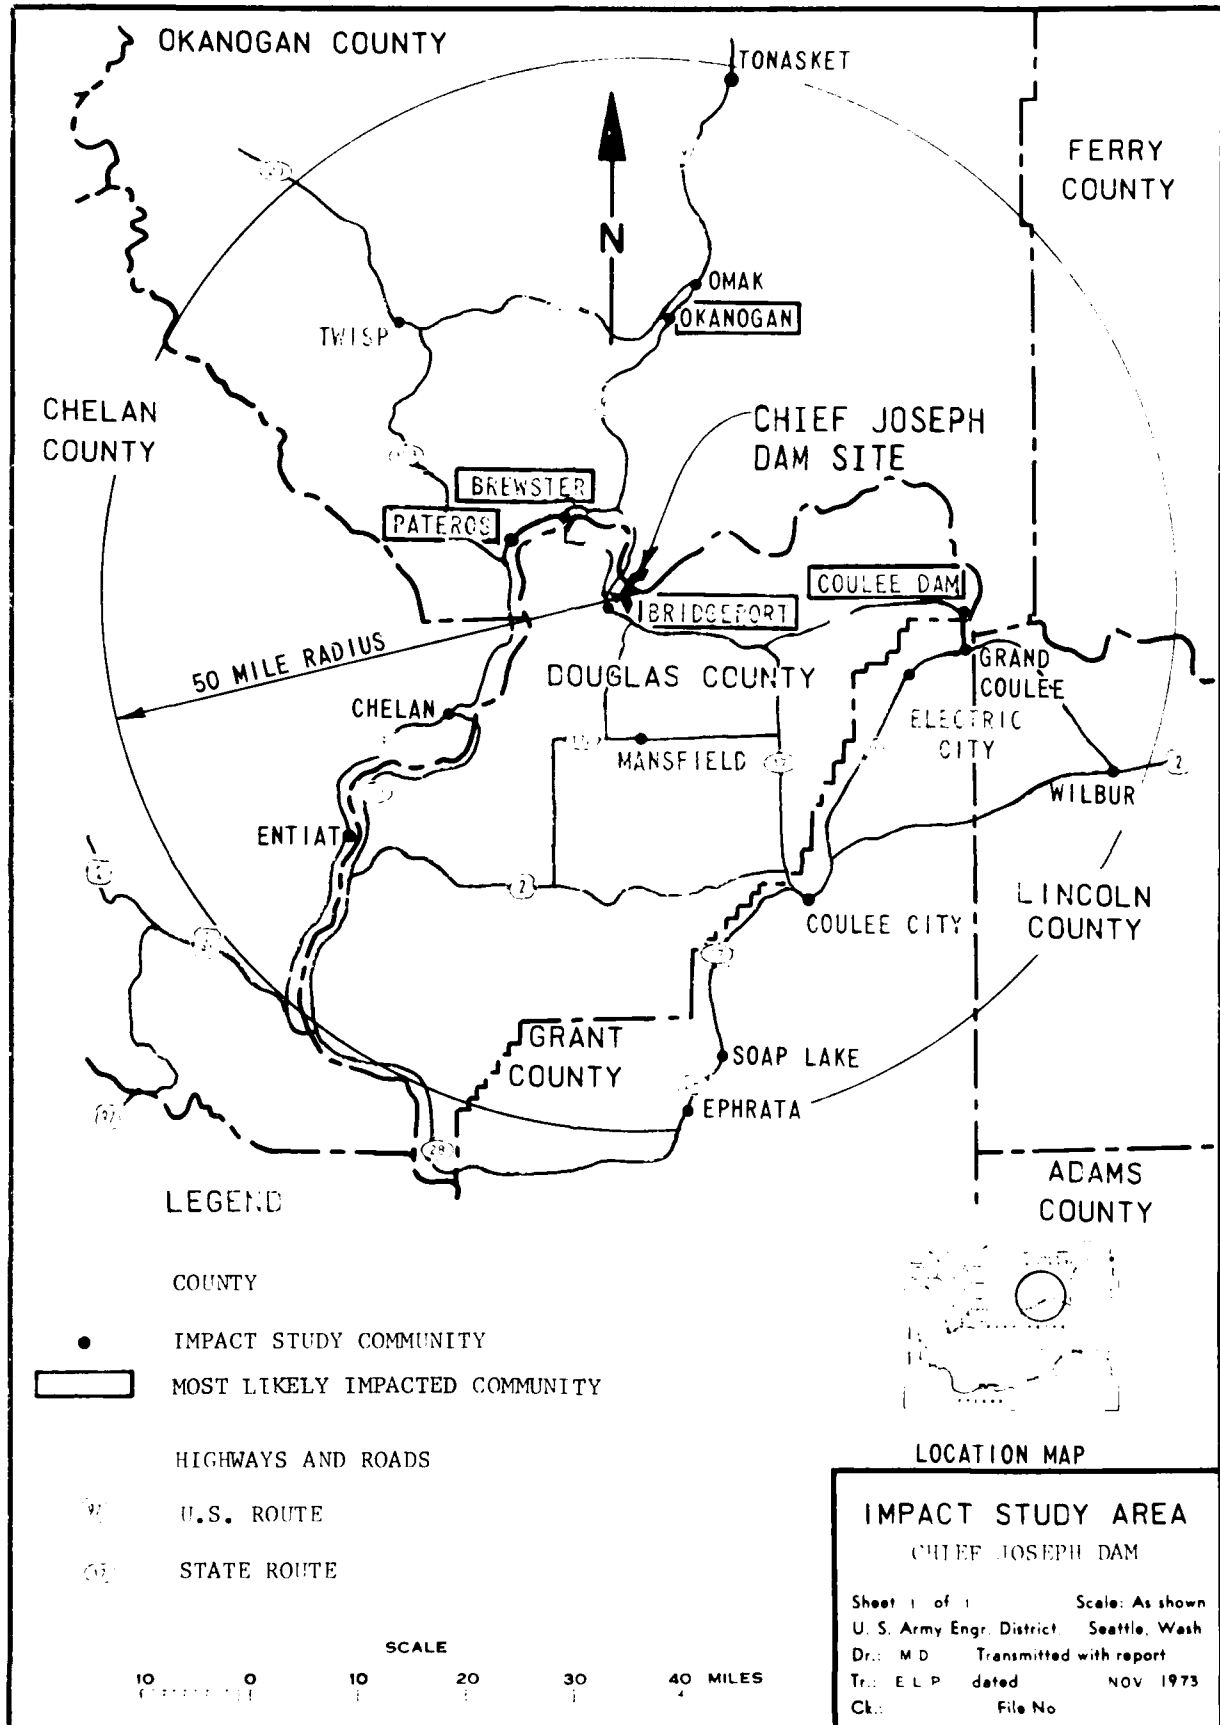 OKANOGAN COUNTY
TONASKET
FERRY
COUNTY
N
OMAK
OKANOGAN
TWISP
CHELAN
COUNTY
CHIEF JOSEPH
DAM SITE
BREWSTER
PATEROS
COULEE DAM
BRIDGEPORT
50 MILE RADIUS
DOUGLAS COUNTY
GRAND
COULEE
CHELAN
ELECTRIC
CITY
MANSFIELD
17
2
WILBUR
ENTIAT
2
LINCOLN
COUNTY
COULEE CITY
GRANT
COUNTY
SOAP LAKE
EPHRATA
28
ADAMS
COUNTY
LEGEND
COUNTY
IMPACT STUDY COMMUNITY
MOST LIKELY IMPACTED COMMUNITY
HIGHWAYS AND ROADS
97
U.S. ROUTE
STATE ROUTE
LOCATION MAP
SCALE
10 0 10 20 30 40 MILES
IMPACT STUDY AREA
CHIEF JOSEPH DAM
Sheet 1 of 1 Scale: As shown
U. S. Army Engr. District Seattle, Wash
Dr.: M D Transmitted with report
Tr.: E L P dated NOV 1973
Ck.: File No